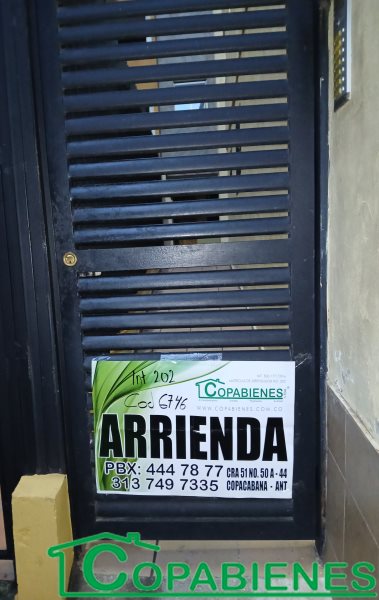 Int 202
Cod 6746
COPABIENES
WWW.COPABIENES.COM.CO
ARRIENDA
PBX: 444 78 77
313 749 7335
CRA 51 NO. 50 A - 44
COPACABANA - ANT
COPABIENES